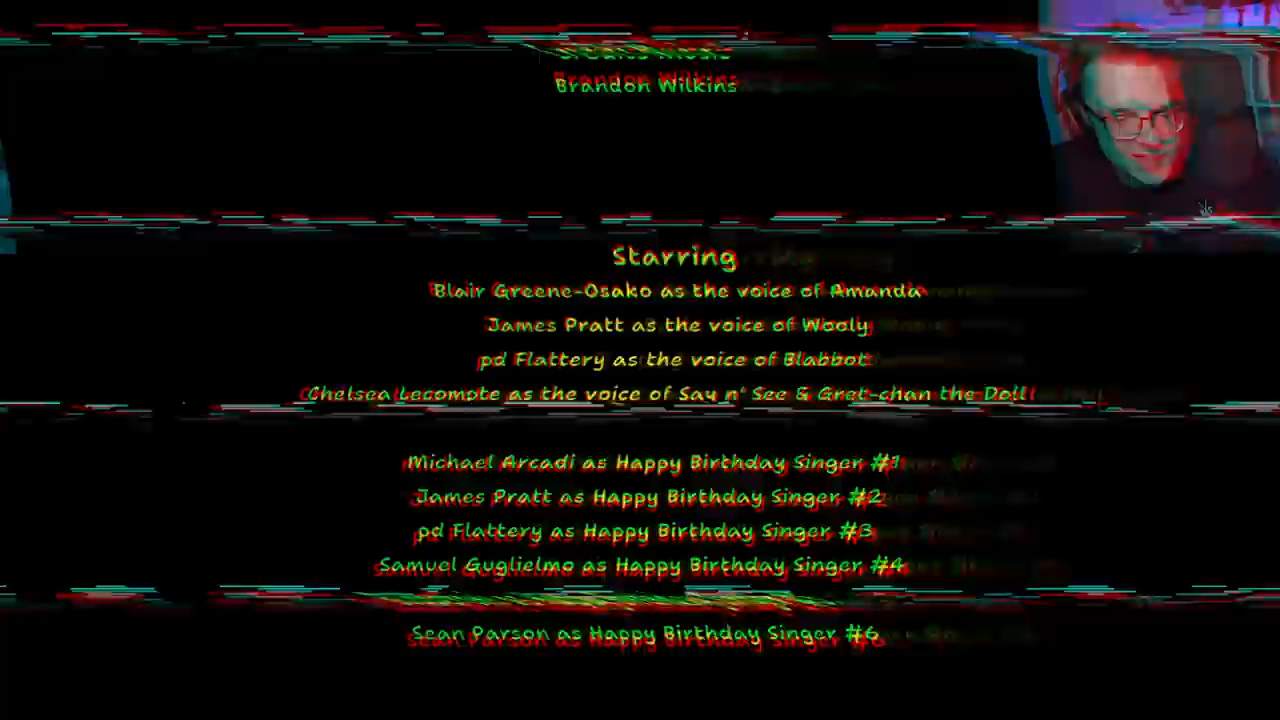 Brandon Wilkins
Starring
Blair Greene-Osako as the voice of Amanda
James Pratt as the voice of Wooly
pd Flattery as the voice of Blabbot
Chelsea Lecompte as the voice of Say n' See & Gret-chan the Doll!
Michael Arcadi as Happy Birthday Singer #1
James Pratt as Happy Birthday Singer #2
pd Flattery as Happy Birthday Singer #3
Samuel Guglielmo as Happy Birthday Singer #4
Sean Parson as Happy Birthday Singer #6